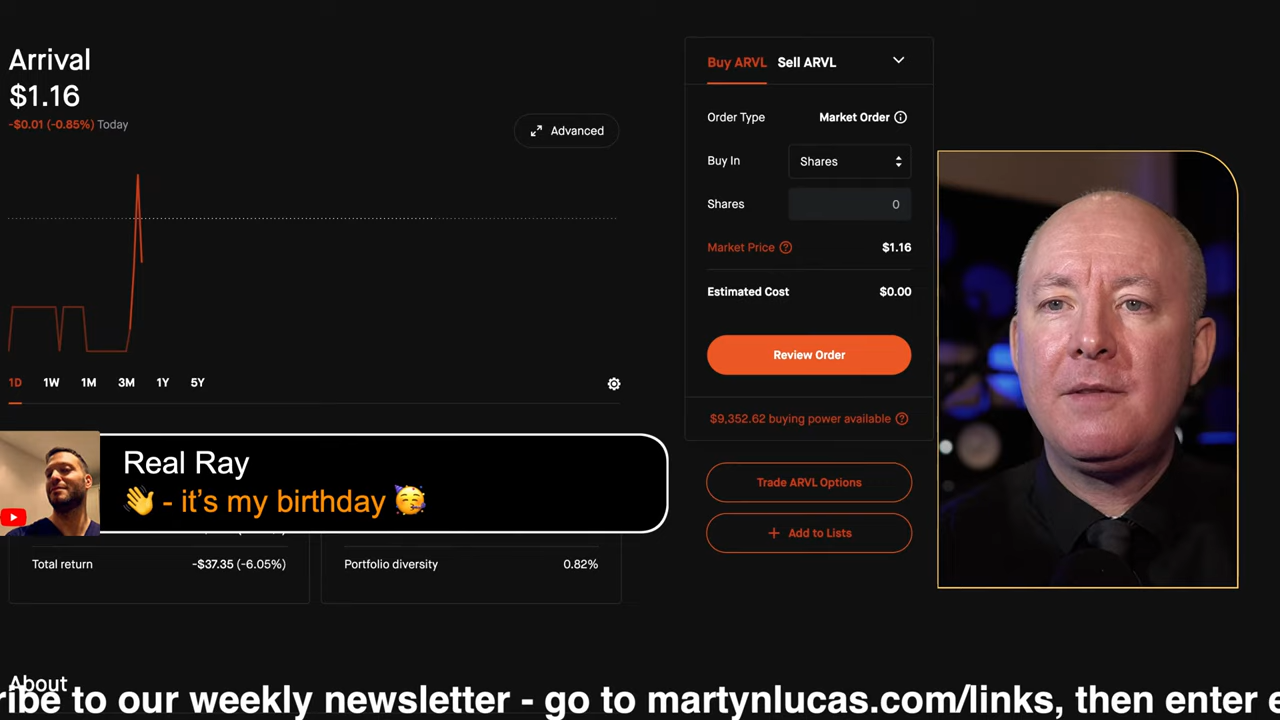 Arrival
$1.16
-$0.01 (-0.85%) Today
Advanced
1D 1W 1M 3M 1Y 5Y
Buy ARVL Sell ARVL
Order Type Market Order
Buy In Shares
Shares 0
Market Price $1.16
Estimated Cost $0.00
Review Order
$9,352.62 buying power available
Trade ARVL Options
+ Add to Lists
Real Ray
👋 - it’s my birthday 🥳
Total return -$37.35 (-6.05%)
Portfolio diversity 0.82%
About
ribe to our weekly newsletter - go to martynlucas.com/links, then enter e